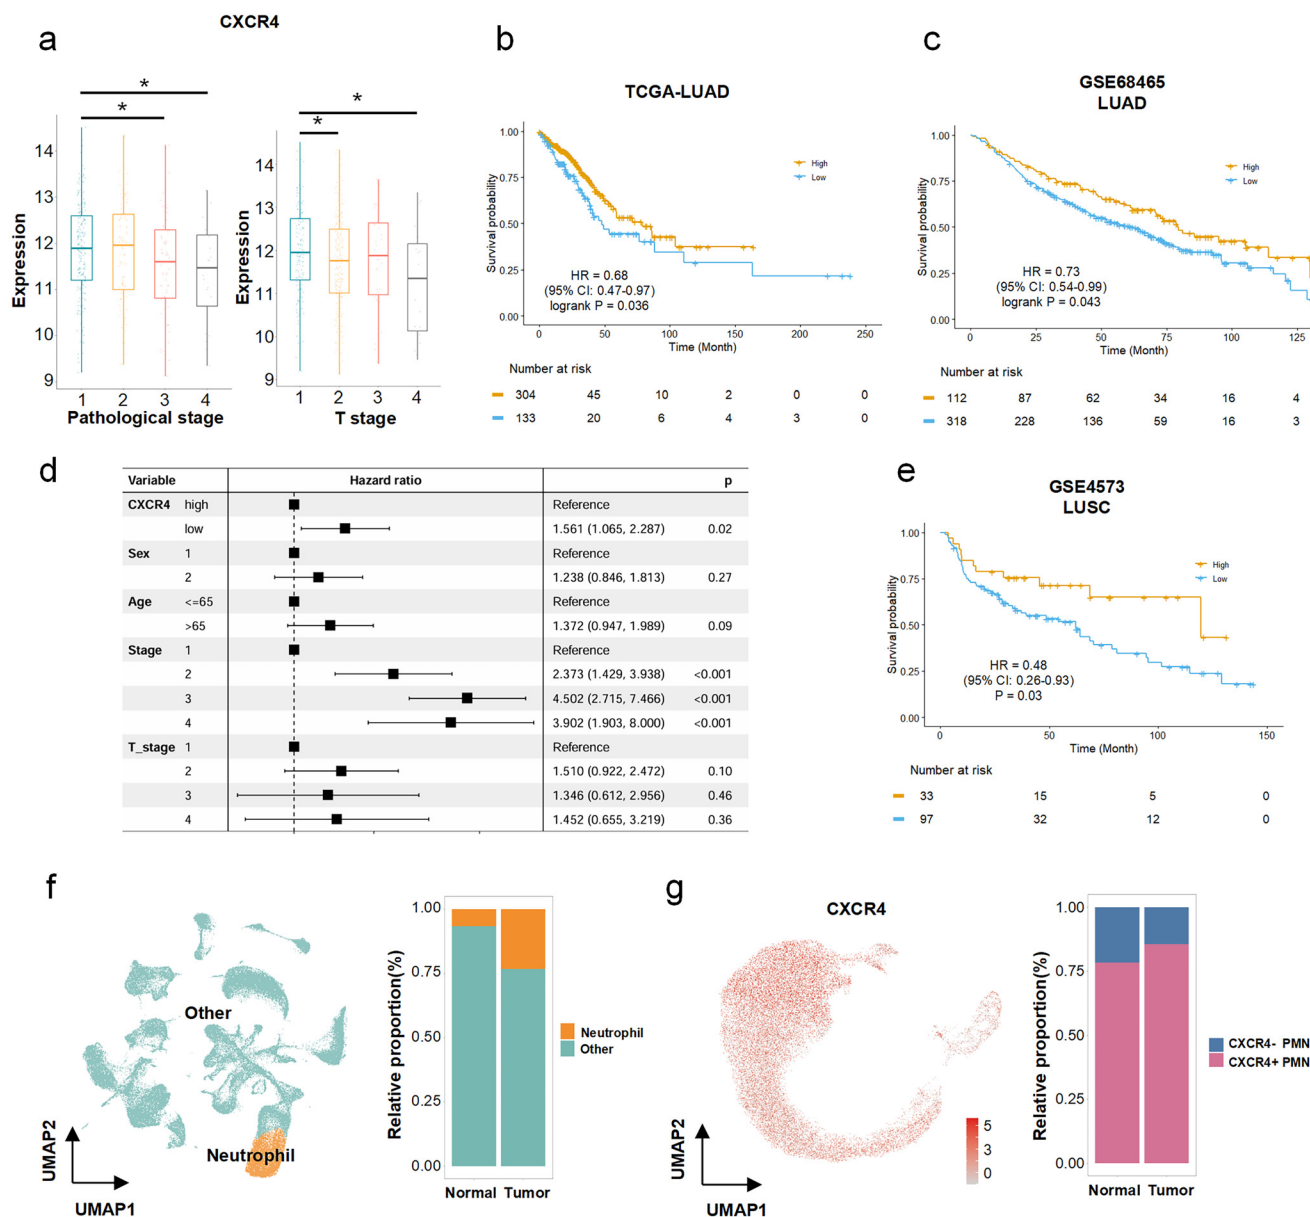 CXCR4
a
*
*
14
13
12
11
10
9
Expression
1 2 3 4
Pathological stage
*
*
14
13
12
11
10
9
Expression
1 2 3 4
T stage
b
TCGA-LUAD
1.00
0.75
0.50
0.25
0.00
Survival probability
High
Low
HR = 0.68
(95% CI: 0.47-0.97)
logrank P = 0.036
0 50 100 150 200 250
Time (Month)
Number at risk
304 45 10 2 0 0
133 20 6 4 3 0
c
GSE68465
LUAD
1.00
0.75
0.50
0.25
0.00
Survival probability
High
Low
HR = 0.73
(95% CI: 0.54-0.99)
logrank P = 0.043
0 25 50 75 100 125
Time (Month)
Number at risk
112 87 62 34 16 4
318 228 136 59 16 3
d
Variable Hazard ratio p
CXCR4 high Reference
low 1.561 (1.065, 2.287) 0.02
Sex 1 Reference
2 1.238 (0.846, 1.813) 0.27
Age <=65 Reference
>65 1.372 (0.947, 1.989) 0.09
Stage 1 Reference
2 2.373 (1.429, 3.938) <0.001
3 4.502 (2.715, 7.466) <0.001
4 3.902 (1.903, 8.000) <0.001
T_stage 1 Reference
2 1.510 (0.922, 2.472) 0.10
3 1.346 (0.612, 2.956) 0.46
4 1.452 (0.655, 3.219) 0.36
e
GSE4573
LUSC
1.00
0.75
0.50
0.25
0.00
Survival probability
High
Low
HR = 0.48
(95% CI: 0.26-0.93)
P = 0.03
0 50 100 150
Time (Month)
Number at risk
33 15 5 0
97 32 12 0
f
Other
Neutrophil
UMAP2
UMAP1
1.00
0.75
0.50
0.25
0.00
Relative proportion(%)
Normal Tumor
Neutrophil
Other
g
CXCR4
5
3
0
UMAP2
UMAP1
1.00
0.75
0.50
0.25
0.00
Relative proportion(%)
Normal Tumor
CXCR4- PMN
CXCR4+ PMN